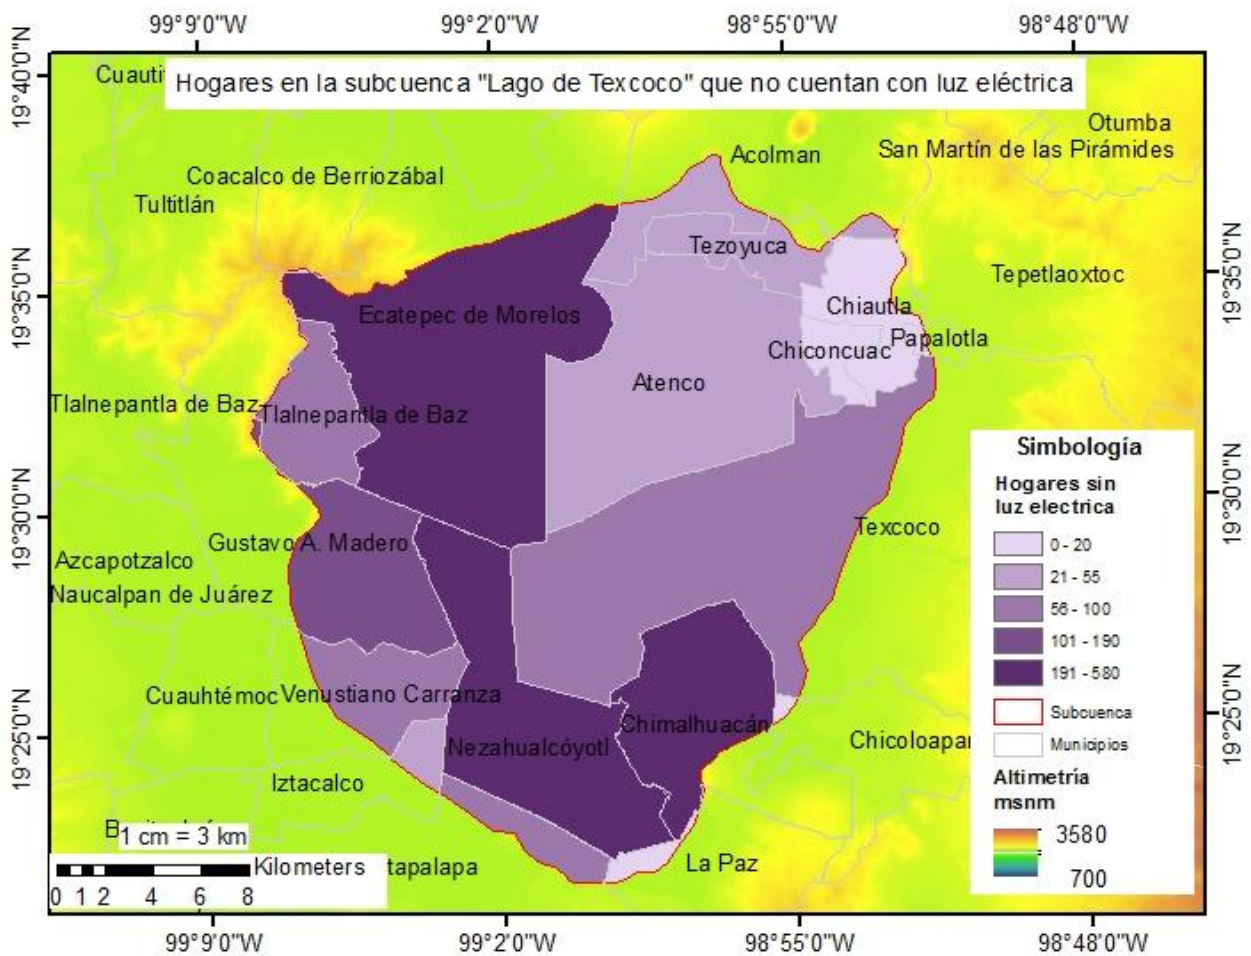 99°9'0"W 99°2'0"W 98°55'0"W 98°48'0"W
19°40'0"N
Hogares en la subcuenca "Lago de Texcoco" que no cuentan con luz eléctrica
Otumba
San Martín de las Pirámides
Acolman
Coacalco de Berriozábal
Tultitlán
Tezoyuca
19°35'0"N
19°35'0"N
Tepetlaoxtoc
Ecatepec de Morelos
Chiautla
Papalotla
Chiconcuac
Atenco
Tlalnepantla de Baz
Tlalnepantla de Baz
19°30'0"N
19°30'0"N
Texcoco
Gustavo A. Madero
Azcapotzalco
Naucalpan de Juárez
Cuauhtémoc
Venustiano Carranza
Chimalhuacán
Nezahualcóyotl
19°25'0"N
19°25'0"N
Chicoloapan
Iztacalco
La Paz
tapalapa
Simbología
Hogares sin
luz electrica
0 - 20
21 - 55
56 - 100
101 - 190
191 - 580
Subcuenca
Municipios
Altimetría
msnm
3580
700
1 cm = 3 km
Kilometers
0 1 2 4 6 8
99°9'0"W 99°2'0"W 98°55'0"W 98°48'0"W